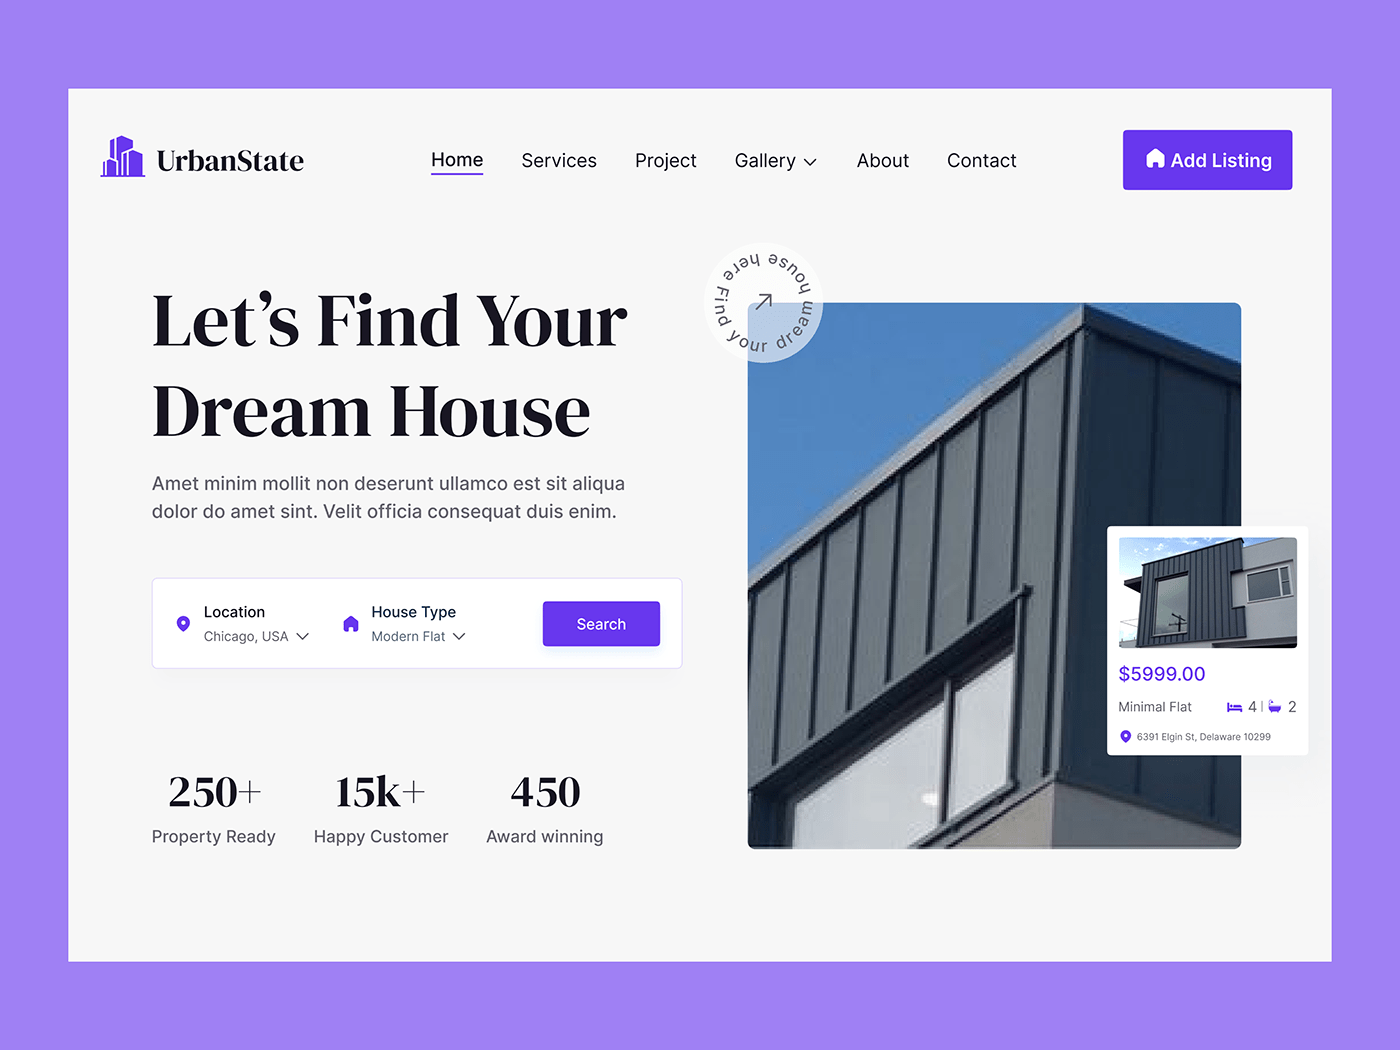 UrbanState
Home
Services
Project
Gallery
About
Contact
Add Listing
Find your dream house here
Let's Find Your
Dream House
Amet minim mollit non deserunt ullamco est sit aliqua
dolor do amet sint. Velit officia consequat duis enim.
Location
Chicago, USA
House Type
Modern Flat
Search
250+
Property Ready
15k+
Happy Customer
450
Award winning
$5999.00
Minimal Flat
4 | 2
6391 Elgin St, Delaware 10299